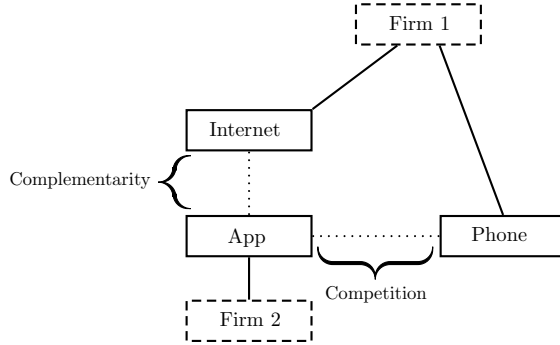 Firm 1
Internet
Complementarity
App
Phone
Competition
Firm 2